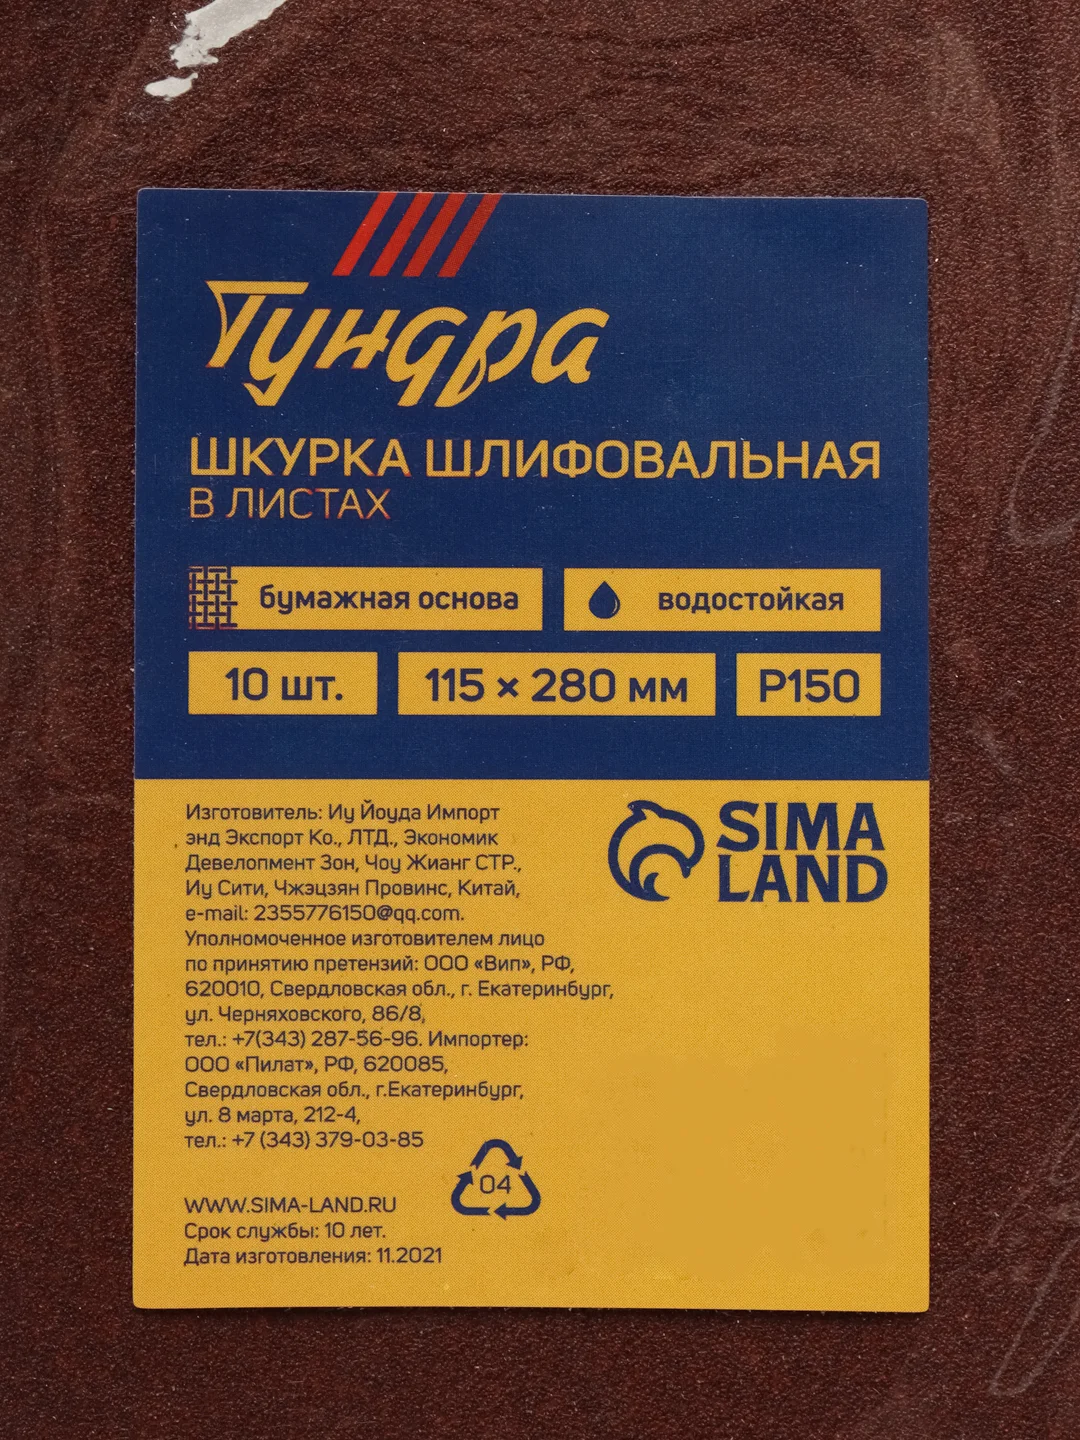 Тундра
ШКУРКА ШЛИФОВАЛЬНАЯ
В ЛИСТАХ
бумажная основа
водостойкая
10 шт.
115 × 280 мм
P150
Изготовитель: Иу Йоуда Импорт
энд Экспорт Ко., ЛТД., Экономик
Девелопмент Зон, Чоу Жианг СТР.,
Иу Сити, Чжэцзян Провинс, Китай,
e-mail: 2355776150@qq.com.
Уполномоченное изготовителем лицо
по принятию претензий: ООО «Вип», РФ,
620010, Свердловская обл., г. Екатеринбург,
ул. Черняховского, 86/8,
тел.: +7(343) 287-56-96. Импортер:
ООО «Пилат», РФ, 620085,
Свердловская обл., г.Екатеринбург,
ул. 8 марта, 212-4,
тел.: +7 (343) 379-03-85
SIMA
LAND
04
WWW.SIMA-LAND.RU
Срок службы: 10 лет.
Дата изготовления: 11.2021